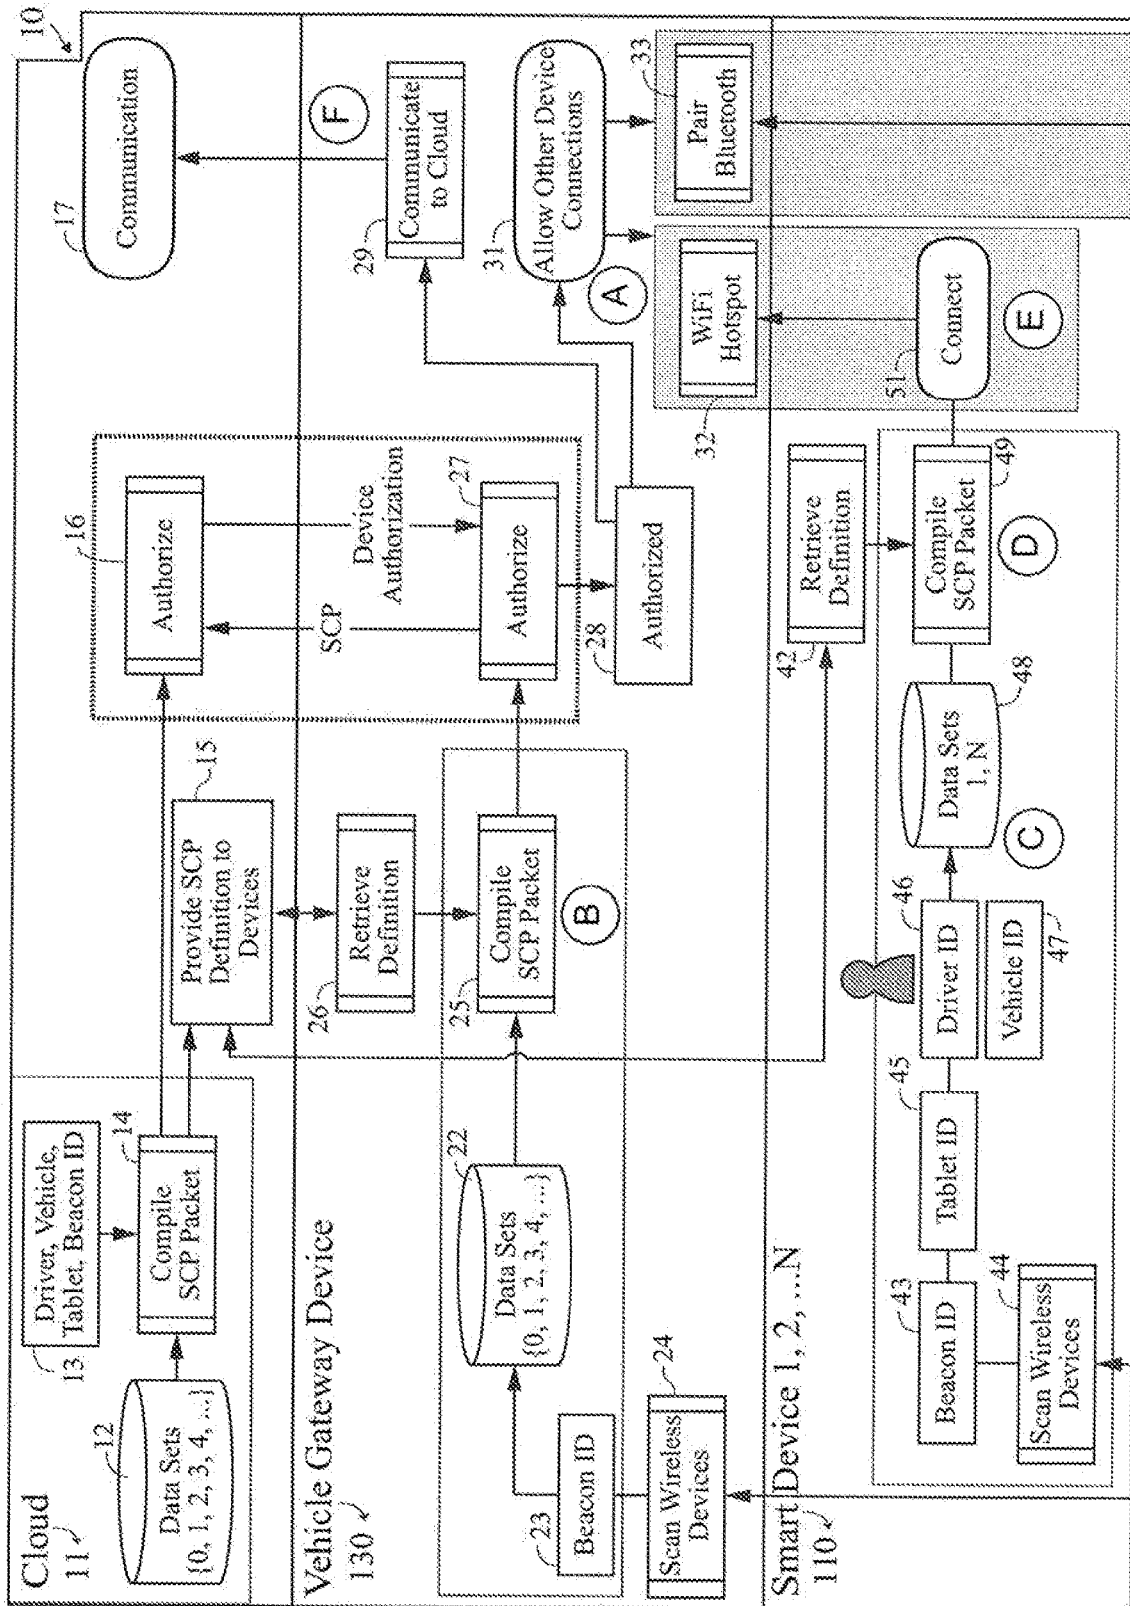 10
Cloud
11
Driver, Vehicle,
Tablet, Beacon ID
13
12
Data Sets
{0, 1, 2, 3, 4, ...}
14
Compile
SCP Packet
15
Provide SCP
Definition to
Devices
16
Authorize
17
Communication
Vehicle Gateway Device
130
SCP
Device
Authorization
F
22
Data Sets
{0, 1, 2, 3, 4, ...}
23
Beacon ID
24
Scan Wireless
Devices
26
Retrieve
Definition
25
Compile
SCP Packet
B
27
Authorize
28
Authorized
29
Communicate
to Cloud
31
Allow Other Device
Connections
A
32
WiFi
Hotspot
33
Pair
Bluetooth
Smart Device 1, 2, ...N
110
42
Retrieve
Definition
43
Beacon ID
44
Scan Wireless
Devices
45
Tablet ID
46
Driver ID
Vehicle ID
47
Data Sets
1, N
48
C
Compile
SCP Packet
49
D
51
Connect
E